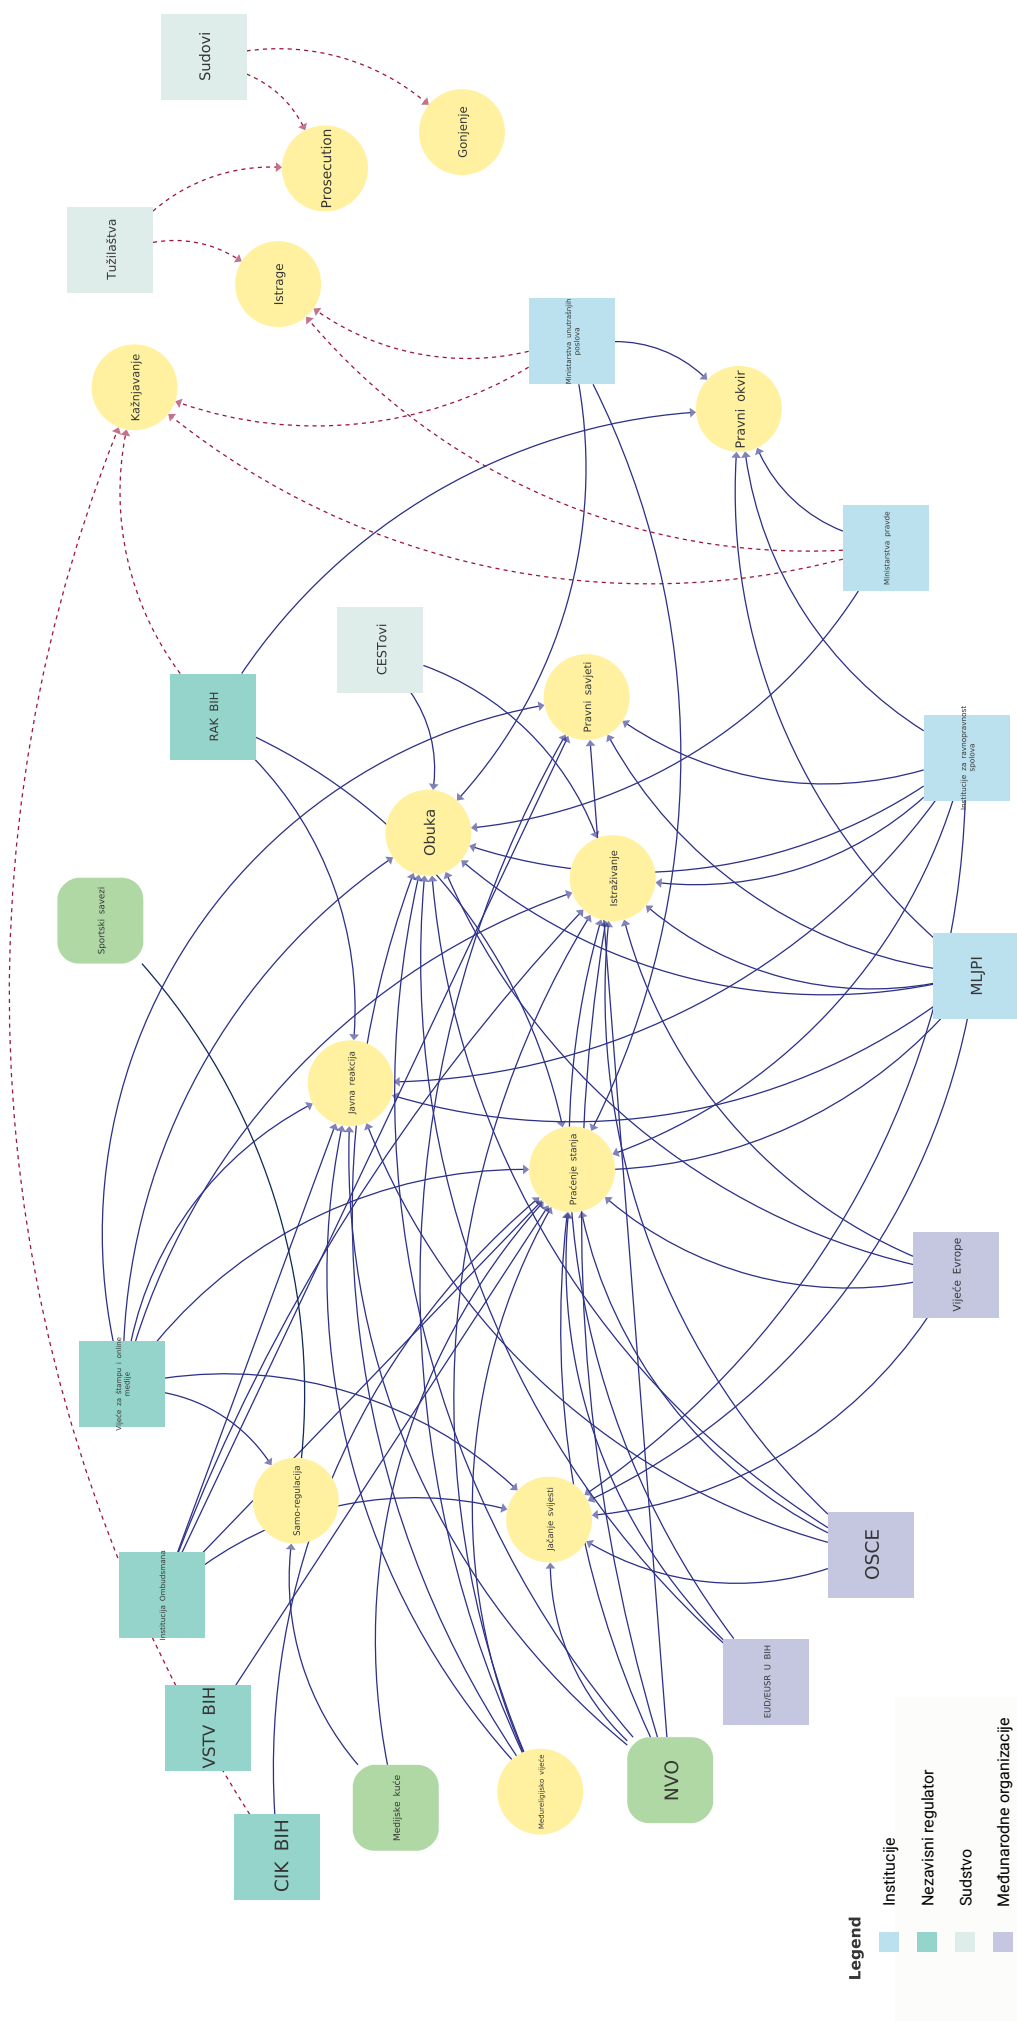 Sudovi
Gonjenje
Prosecution
Tužilaštva
Istrage
Ministarstva unutrašnjih
poslova
Kažnjavanje
Pravni okvir
Ministarstva pravde
CESTovi
Pravni savjeti
RAK BIH
Institucije za ravnopravnost
spolova
Obuka
Istraživanje
Sportski savezi
MLJPI
Javna reakcija
Praćenje stanja
Vijeće Evrope
Vijeće za štampu i online
medije
Samo-regulacija
Jačanje svijesti
OSCE
Institucija Ombudsmana
EUD/EUSR U BIH
VSTV BIH
NVO
Međureligijsko vijeće
Medijske kuće
CIK BIH
Legend
Institucije
Nezavisni regulator
Sudstvo
Međunarodne organizacije